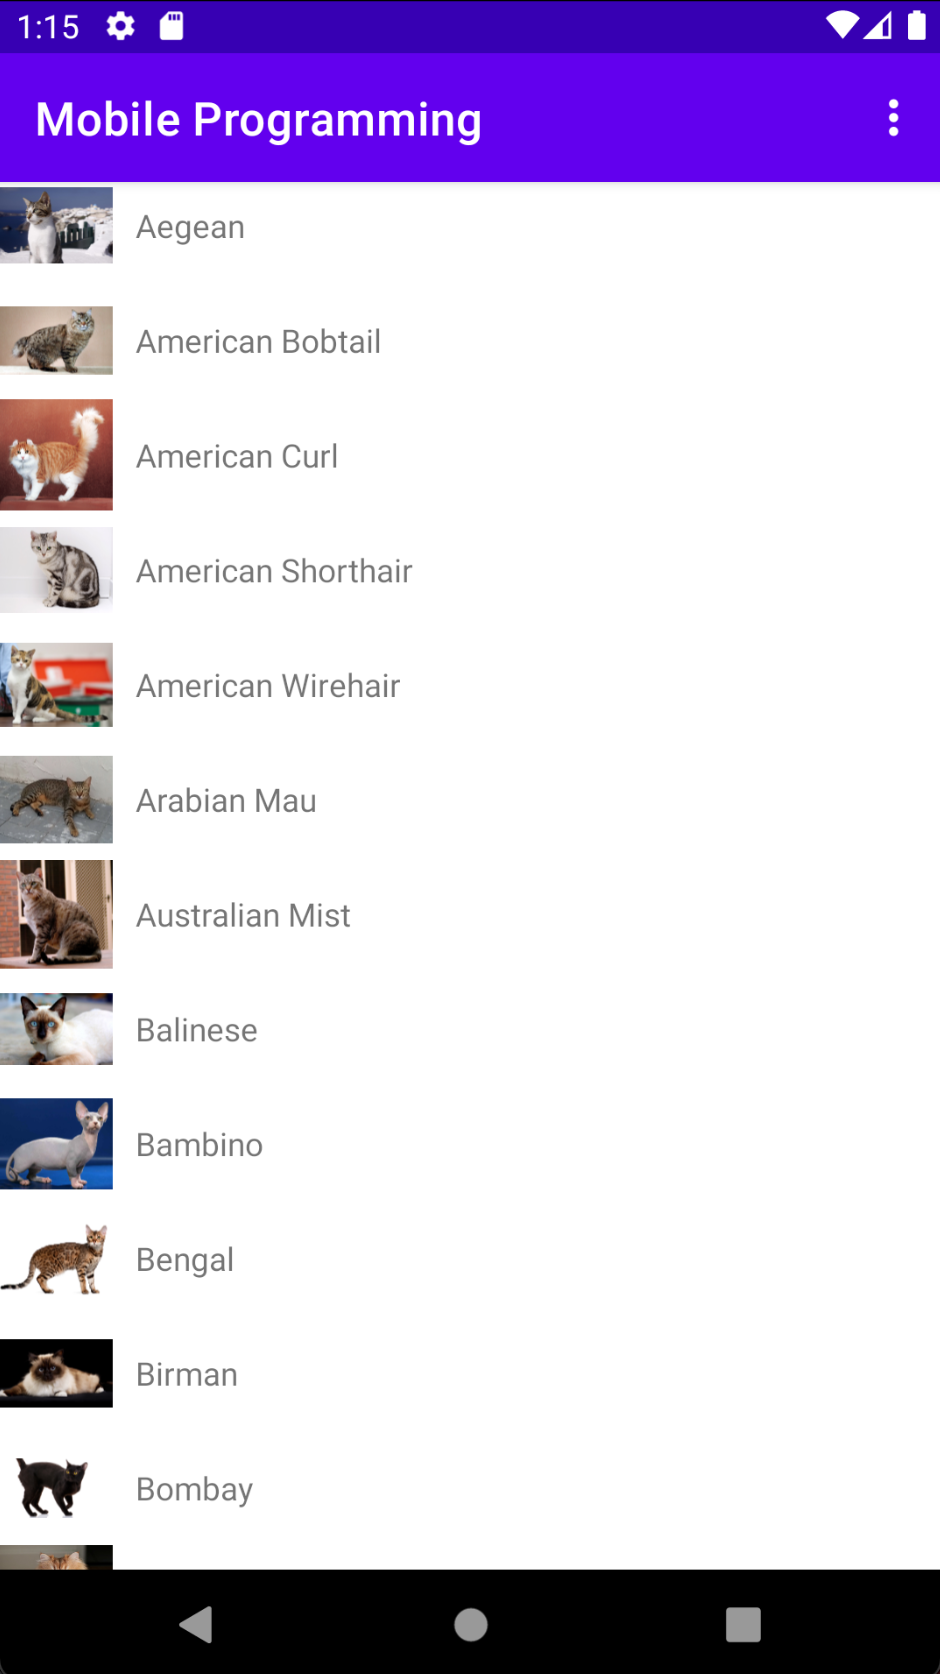 1:15
Mobile Programming
Aegean
American Bobtail
American Curl
American Shorthair
American Wirehair
Arabian Mau
Australian Mist
Balinese
Bambino
Bengal
Birman
Bombay